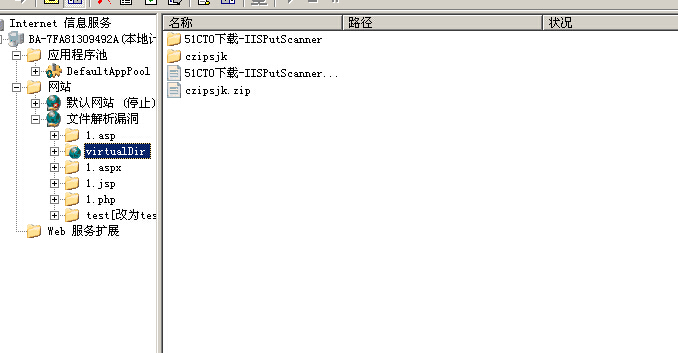 Internet 信息服务
BA-7FA81309492A(本地计
应用程序池
DefaultAppPool
网站
默认网站 (停止)
文件解析漏洞
1.asp
virtualDir
1.aspx
1.jsp
1.php
test[改为tes
Web 服务扩展
名称 路径 状况
51CTO下载-IISPutScanner
czipsjk
51CTO下载-IISPutScanner...
czipsjk.zip